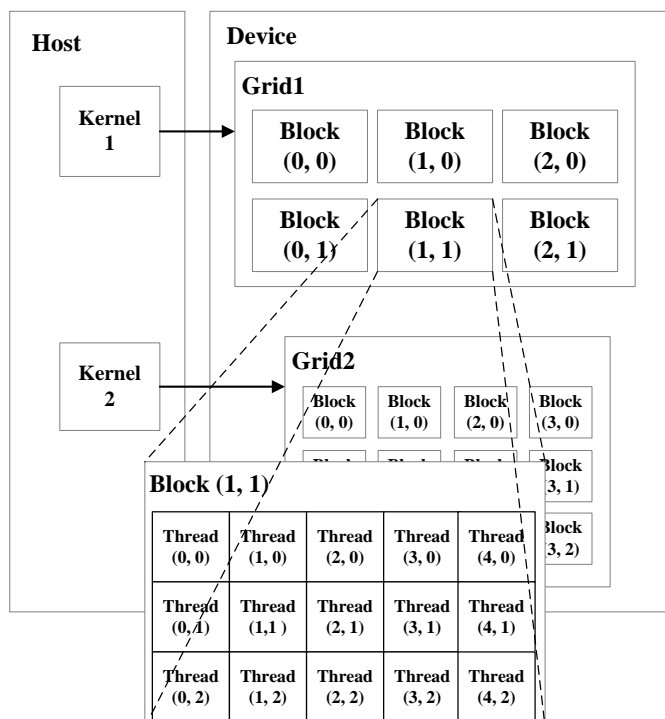 Host
Device
Grid1
Kernel
1
Block
(0, 0)
Block
(1, 0)
Block
(2, 0)
Block
(0, 1)
Block
(1, 1)
Block
(2, 1)
Grid2
Kernel
2
Block
(0, 0)
Block
(1, 0)
Block
(2, 0)
Block
(3, 0)
Block
(3, 1)
Block
(3, 2)
Block (1, 1)
Thread
(0, 0)
Thread
(1, 0)
Thread
(2, 0)
Thread
(3, 0)
Thread
(4, 0)
Thread
(0, 1)
Thread
(1,1 )
Thread
(2, 1)
Thread
(3, 1)
Thread
(4, 1)
Thread
(0, 2)
Thread
(1, 2)
Thread
(2, 2)
Thread
(3, 2)
Thread
(4, 2)